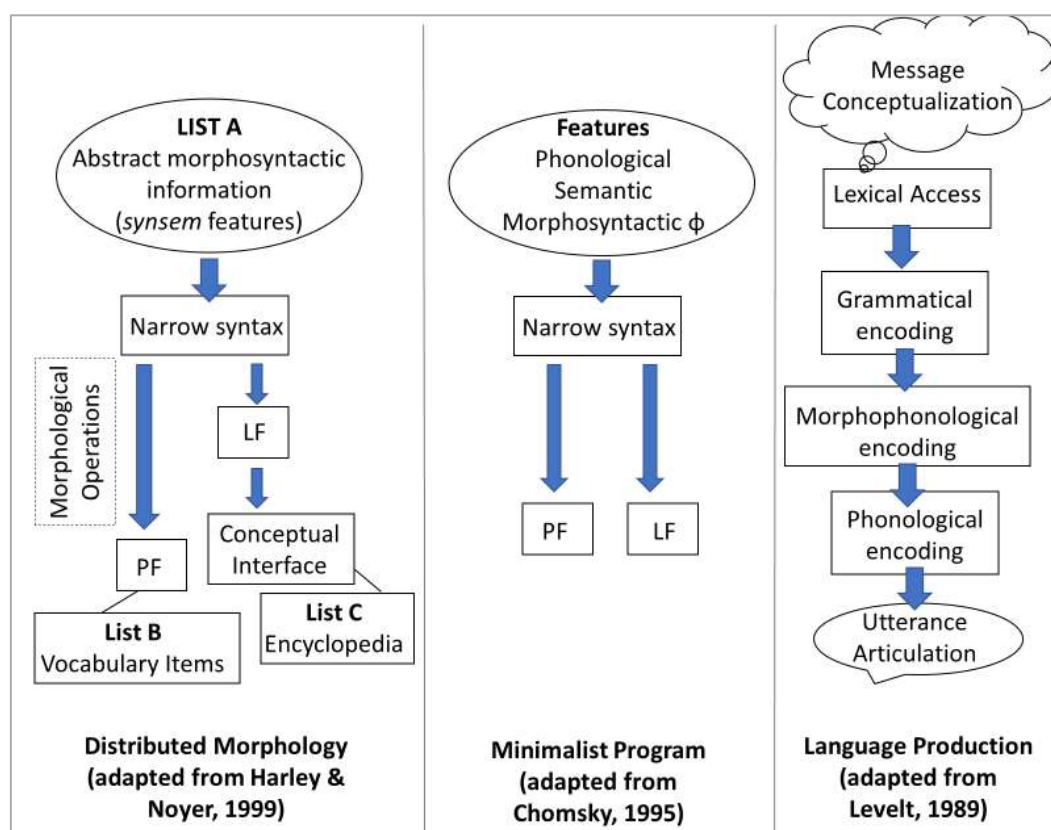 LIST A
Abstract morphosyntactic
information
(synsem features)
Narrow syntax
Morphological
Operations
LF
PF
Conceptual
Interface
List B
Vocabulary Items
List C
Encyclopedia
Distributed Morphology
(adapted from Harley &
Noyer, 1999)
Features
Phonological
Semantic
Morphosyntactic ϕ
Narrow syntax
PF
LF
Minimalist Program
(adapted from
Chomsky, 1995)
Message
Conceptualization
Lexical Access
Grammatical
encoding
Morphophonological
encoding
Phonological
encoding
Utterance
Articulation
Language Production
(adapted from
Levelt, 1989)